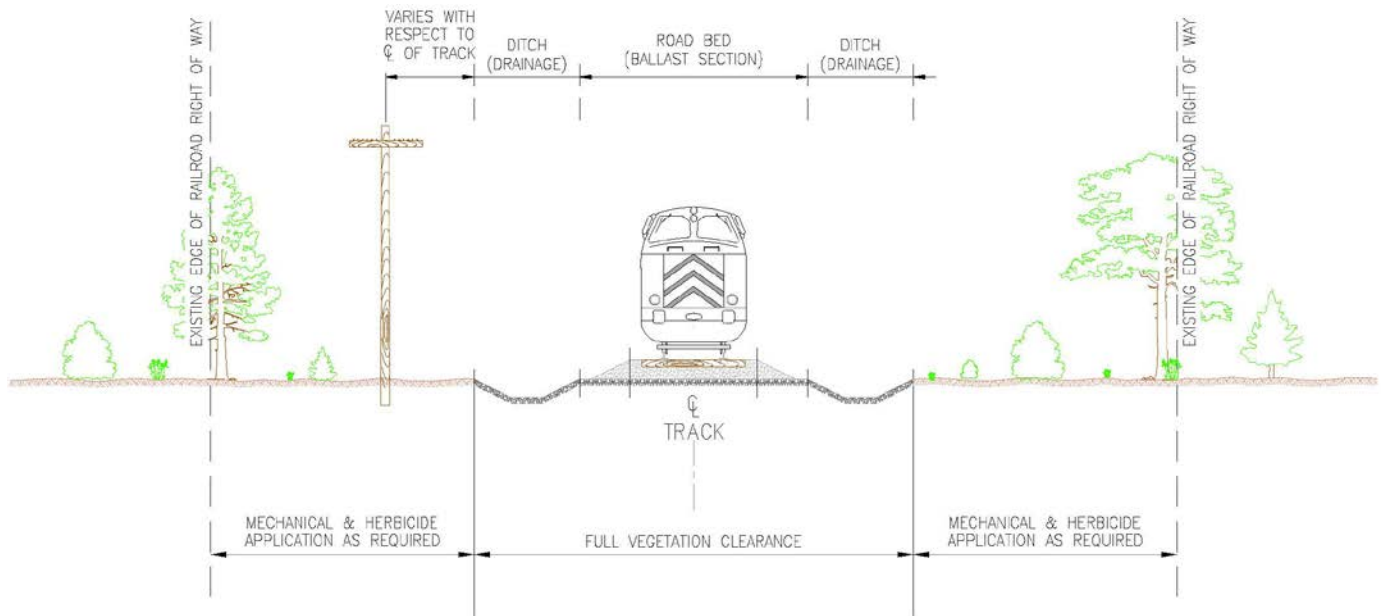 VARIES WITH
RESPECT TO
℄ OF TRACK
DITCH
(DRAINAGE)
ROAD BED
(BALLAST SECTION)
DITCH
(DRAINAGE)
EXISTING EDGE OF RAILROAD RIGHT OF WAY
EXISTING EDGE OF RAILROAD RIGHT OF WAY
℄
TRACK
MECHANICAL & HERBICIDE
APPLICATION AS REQUIRED
FULL VEGETATION CLEARANCE
MECHANICAL & HERBICIDE
APPLICATION AS REQUIRED